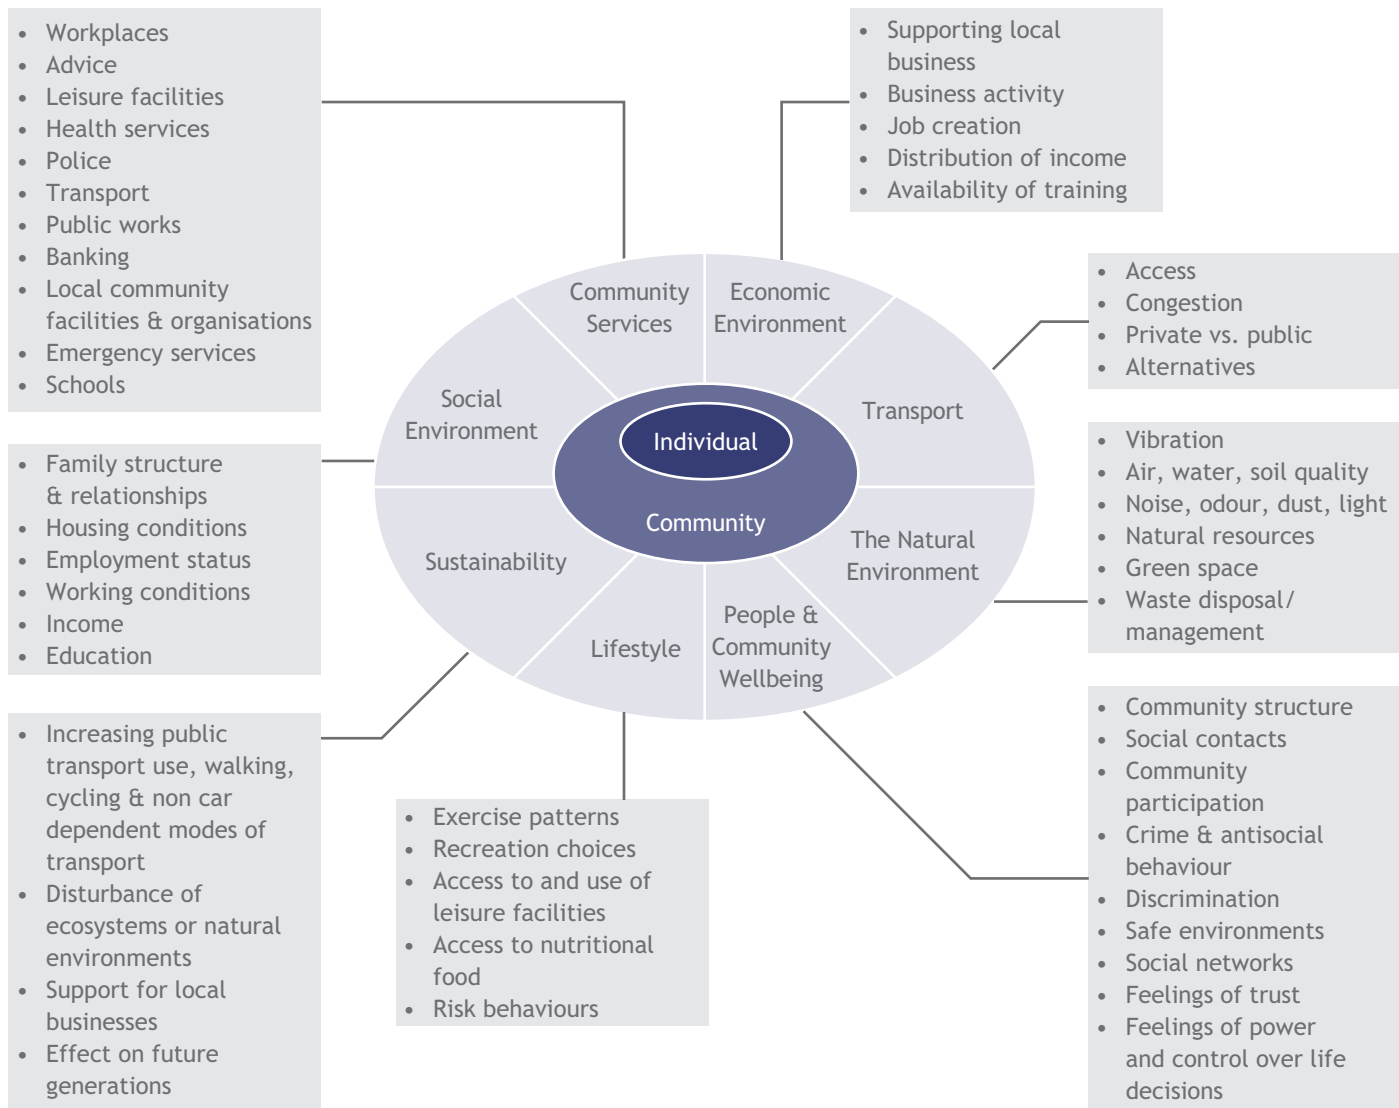 • Workplaces
• Advice
• Leisure facilities
• Health services
• Police
• Transport
• Public works
• Banking
• Local community
facilities & organisations
• Emergency services
• Schools
• Supporting local
business
• Business activity
• Job creation
• Distribution of income
• Availability of training
• Access
• Congestion
• Private vs. public
• Alternatives
Community
Services
Economic
Environment
Social
Environment
Transport
Individual
Community
Sustainability
The Natural
Environment
Lifestyle
People &
Community
Wellbeing
• Family structure
& relationships
• Housing conditions
• Employment status
• Working conditions
• Income
• Education
• Vibration
• Air, water, soil quality
• Noise, odour, dust, light
• Natural resources
• Green space
• Waste disposal/
management
• Increasing public
transport use, walking,
cycling & non car
dependent modes of
transport
• Disturbance of
ecosystems or natural
environments
• Support for local
businesses
• Effect on future
generations
• Exercise patterns
• Recreation choices
• Access to and use of
leisure facilities
• Access to nutritional
food
• Risk behaviours
• Community structure
• Social contacts
• Community
participation
• Crime & antisocial
behaviour
• Discrimination
• Safe environments
• Social networks
• Feelings of trust
• Feelings of power
and control over life
decisions